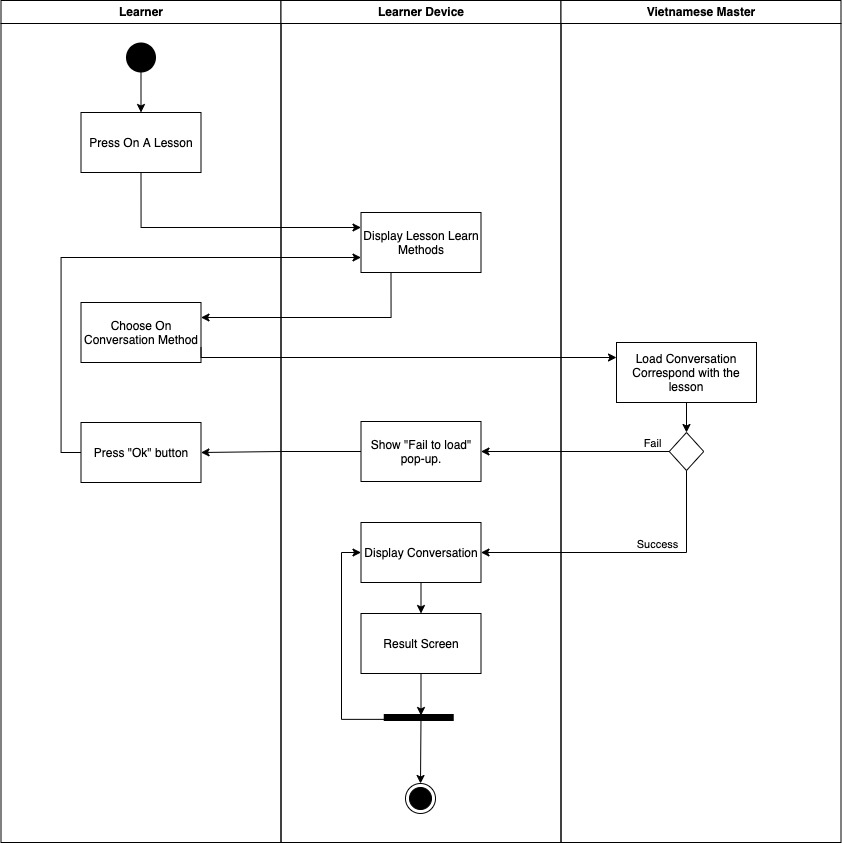 Learner
Learner Device
Vietnamese Master
Press On A Lesson
Display Lesson Learn
Methods
Choose On
Conversation Method
Load Conversation
Correspond with the
lesson
Fail
Show "Fail to load"
pop-up.
Press "Ok" button
Success
Display Conversation
Result Screen